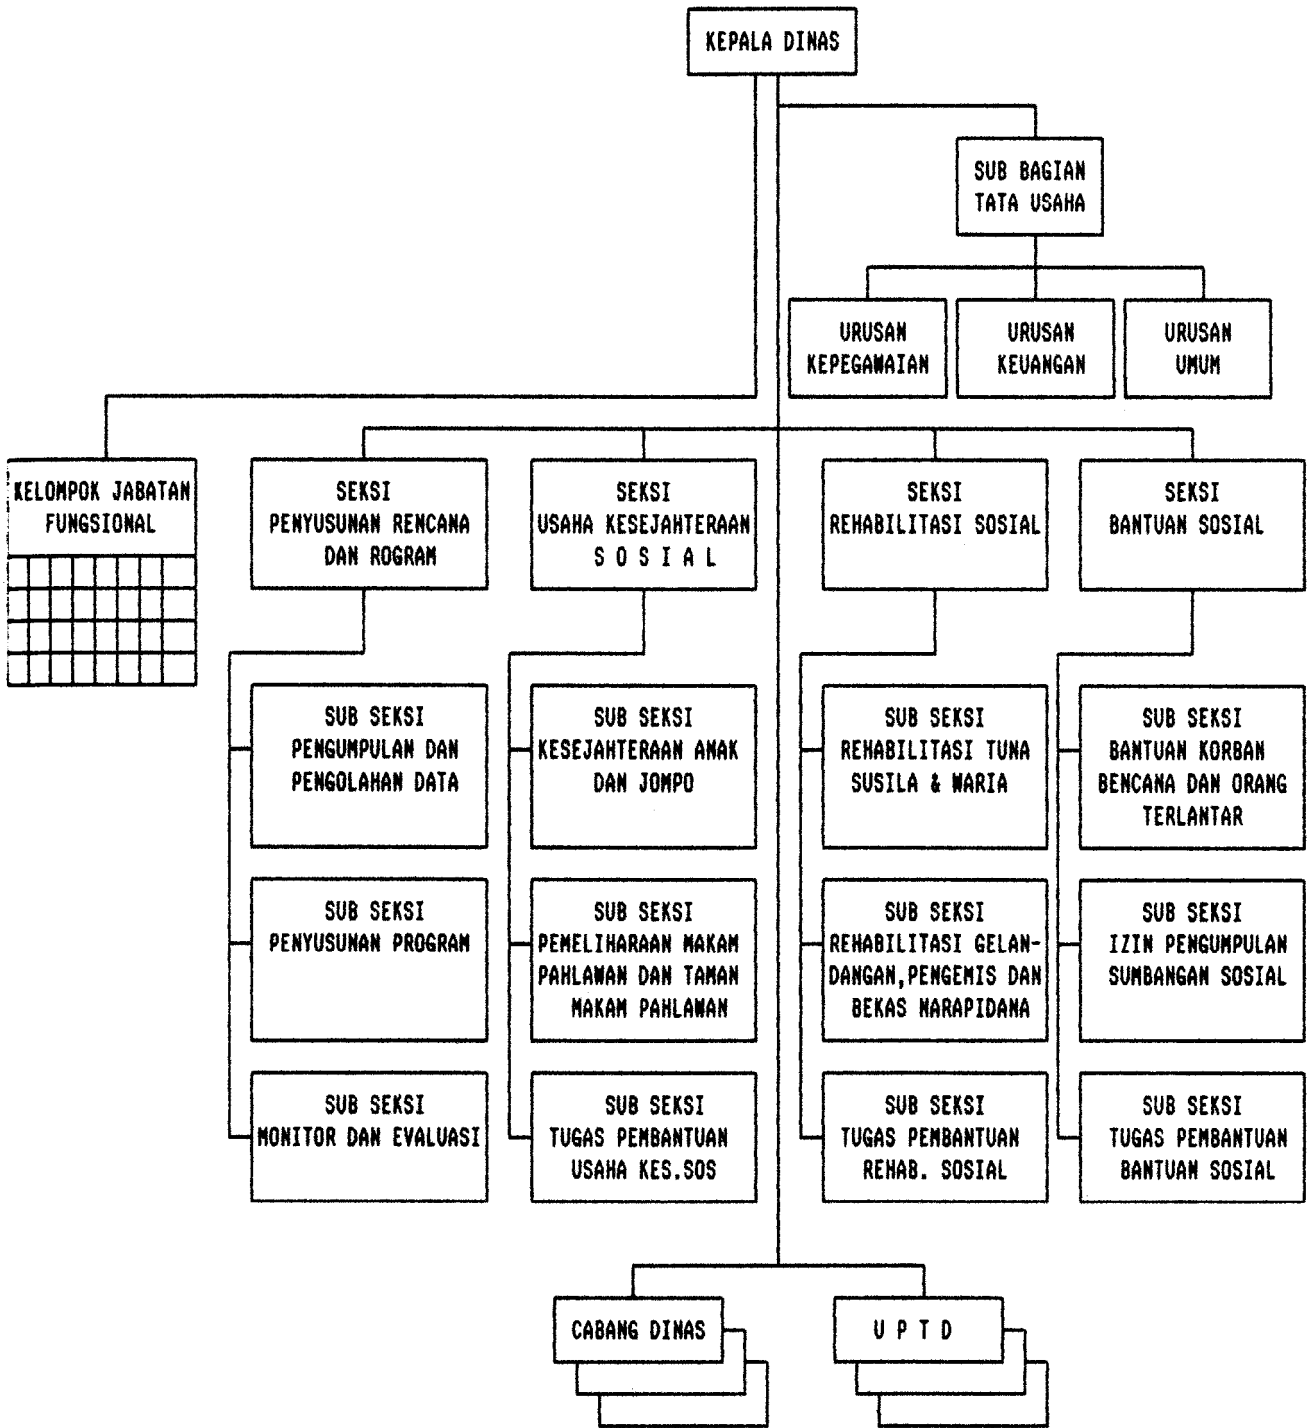 KEPALA DINAS
SUB BAGIAN
TATA USAHA
URUSAN
KEPEGAWAIAN
URUSAN
KEUANGAN
URUSAN
UMUM
KELOMPOK JABATAN
FUNGSIONAL
SEKSI
PENYUSUNAN RENCANA
DAN ROGRAM
SEKSI
USAHA KESEJAHTERAAN
S O S I A L
SEKSI
REHABILITASI SOSIAL
SEKSI
BANTUAN SOSIAL
SUB SEKSI
PENGUMPULAN DAN
PENGOLAHAN DATA
SUB SEKSI
KESEJAHTERAAN ANAK
DAN JOMPO
SUB SEKSI
REHABILITASI TUNA
SUSILA & WARIA
SUB SEKSI
BANTUAN KORBAN
BENCANA DAN ORANG
TERLANTAR
SUB SEKSI
PENYUSUNAN PROGRAM
SUB SEKSI
PEMELIHARAAN MAKAM
PAHLAWAN DAN TAMAN
MAKAM PAHLAWAN
SUB SEKSI
REHABILITASI GELAN-
DANGAN,PENGEMIS DAN
BEKAS NARAPIDANA
SUB SEKSI
IZIN PENGUMPULAN
SUMBANGAN SOSIAL
SUB SEKSI
MONITOR DAN EVALUASI
SUB SEKSI
TUGAS PEMBANTUAN
USAHA KES.SOS
SUB SEKSI
TUGAS PEMBANTUAN
REHAB. SOSIAL
SUB SEKSI
TUGAS PEMBANTUAN
BANTUAN SOSIAL
CABANG DINAS
U P T D